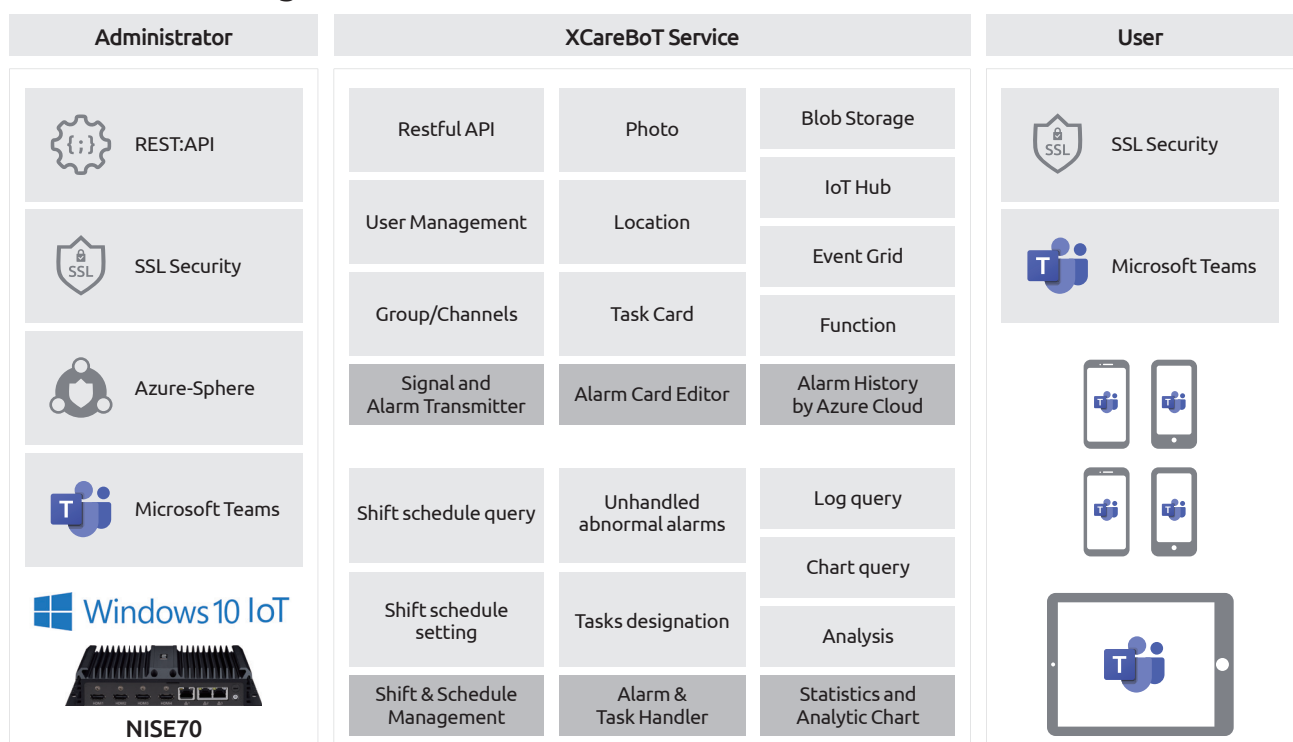 Administrator
XCareBoT Service
User
REST:API
SSL
SSL Security
Azure-Sphere
T
Microsoft Teams
Windows 10 IoT
NISE70
Restful API
User Management
Group/Channels
Signal and
Alarm Transmitter
Photo
Location
Task Card
Alarm Card Editor
Blob Storage
IoT Hub
Event Grid
Function
Alarm History
by Azure Cloud
Shift schedule query
Shift schedule
setting
Shift & Schedule
Management
Unhandled
abnormal alarms
Tasks designation
Alarm &
Task Handler
Log query
Chart query
Analysis
Statistics and
Analytic Chart
SSL
SSL Security
T
Microsoft Teams
T
T
T
T
T